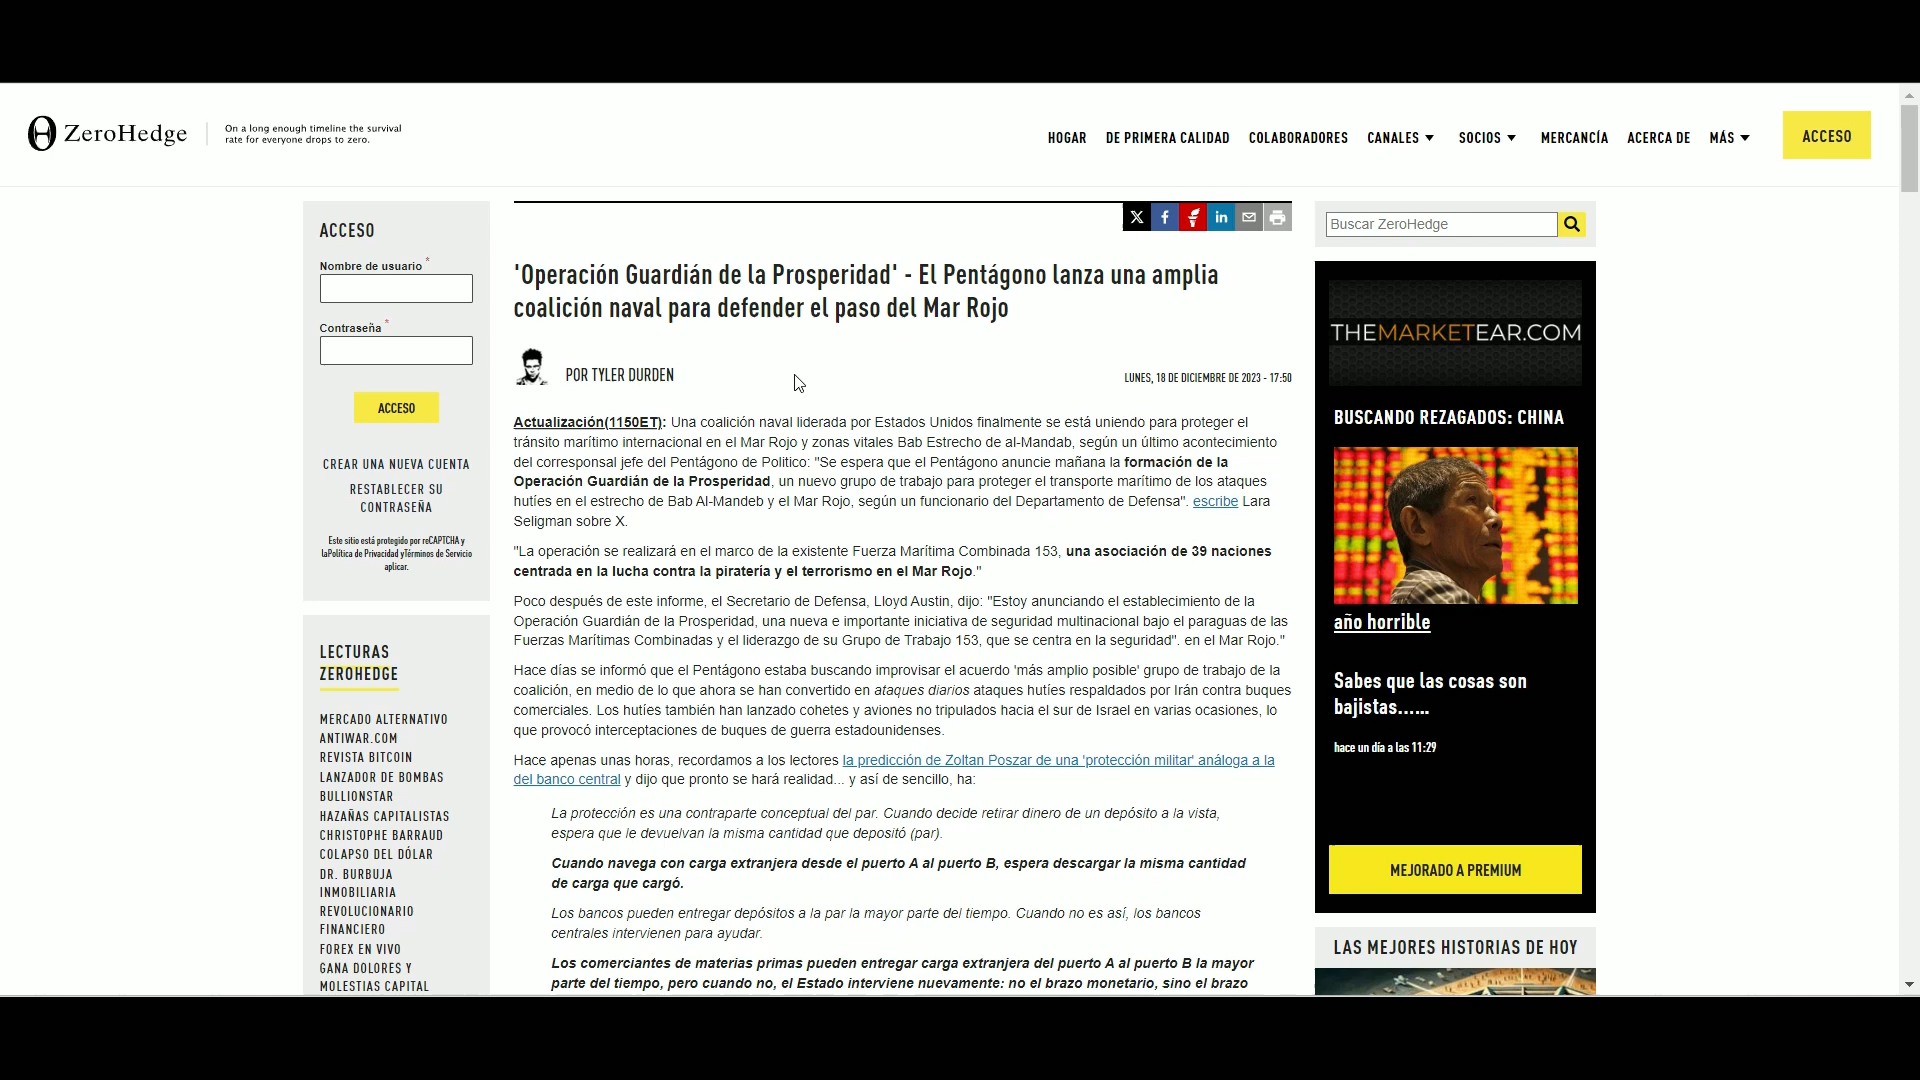 ZeroHedge
On a long enough timeline the survival
rate for everyone drops to zero.
HOGAR DE PRIMERA CALIDAD COLABORADORES CANALES SOCIOS MERCANCÍA ACERCA DE MÁS ACCESO
ACCESO
Nombre de usuario *
Contraseña *
ACCESO
CREAR UNA NUEVA CUENTA
RESTABLECER SU
CONTRASEÑA
Este sitio está protegido por reCAPTCHA y
laPolítica de Privacidad yTérminos de Servicio
aplicar.
LECTURAS
ZEROHEDGE
MERCADO ALTERNATIVO
ANTIWAR.COM
REVISTA BITCOIN
LANZADOR DE BOMBAS
BULLIONSTAR
HAZAÑAS CAPITALISTAS
CHRISTOPHE BARRAUD
COLAPSO DEL DÓLAR
DR. BURBUJA
INMOBILIARIA
REVOLUCIONARIO
FINANCIERO
FOREX EN VIVO
GANA DOLORES Y
MOLESTIAS CAPITAL
'Operación Guardián de la Prosperidad' - El Pentágono lanza una amplia
coalición naval para defender el paso del Mar Rojo
POR TYLER DURDEN
LUNES, 18 DE DICIEMBRE DE 2023 - 17:50
Actualización(1150ET): Una coalición naval liderada por Estados Unidos finalmente se está uniendo para proteger el
tránsito marítimo internacional en el Mar Rojo y zonas vitales Bab Estrecho de al-Mandab, según un último acontecimiento
del corresponsal jefe del Pentágono de Politico: "Se espera que el Pentágono anuncie mañana la formación de la
Operación Guardián de la Prosperidad, un nuevo grupo de trabajo para proteger el transporte marítimo de los ataques
hutíes en el estrecho de Bab Al-Mandeb y el Mar Rojo, según un funcionario del Departamento de Defensa". escribe Lara
Seligman sobre X.
"La operación se realizará en el marco de la existente Fuerza Marítima Combinada 153, una asociación de 39 naciones
centrada en la lucha contra la piratería y el terrorismo en el Mar Rojo."
Poco después de este informe, el Secretario de Defensa, Lloyd Austin, dijo: "Estoy anunciando el establecimiento de la
Operación Guardián de la Prosperidad, una nueva e importante iniciativa de seguridad multinacional bajo el paraguas de las
Fuerzas Marítimas Combinadas y el liderazgo de su Grupo de Trabajo 153, que se centra en la seguridad". en el Mar Rojo."
Hace días se informó que el Pentágono estaba buscando improvisar el acuerdo 'más amplio posible' grupo de trabajo de la
coalición, en medio de lo que ahora se han convertido en ataques diarios ataques hutíes respaldados por Irán contra buques
comerciales. Los hutíes también han lanzado cohetes y aviones no tripulados hacia el sur de Israel en varias ocasiones, lo
que provocó interceptaciones de buques de guerra estadounidenses.
Hace apenas unas horas, recordamos a los lectores la predicción de Zoltan Poszar de una 'protección militar' análoga a la
del banco central y dijo que pronto se hará realidad... y así de sencillo, ha:
La protección es una contraparte conceptual del par. Cuando decide retirar dinero de un depósito a la vista,
espera que le devuelvan la misma cantidad que depositó (par).
Cuando navega con carga extranjera desde el puerto A al puerto B, espera descargar la misma cantidad
de carga que cargó.
Los bancos pueden entregar depósitos a la par la mayor parte del tiempo. Cuando no es así, los bancos
centrales intervienen para ayudar.
Los comerciantes de materias primas pueden entregar carga extranjera del puerto A al puerto B la mayor
parte del tiempo, pero cuando no, el Estado interviene nuevamente: no el brazo monetario, sino el brazo
Buscar ZeroHedge
THEMARKETEAR.COM
BUSCANDO REZAGADOS: CHINA
año horrible
Sabes que las cosas son
bajistas......
hace un día a las 11:29
MEJORADO A PREMIUM
LAS MEJORES HISTORIAS DE HOY